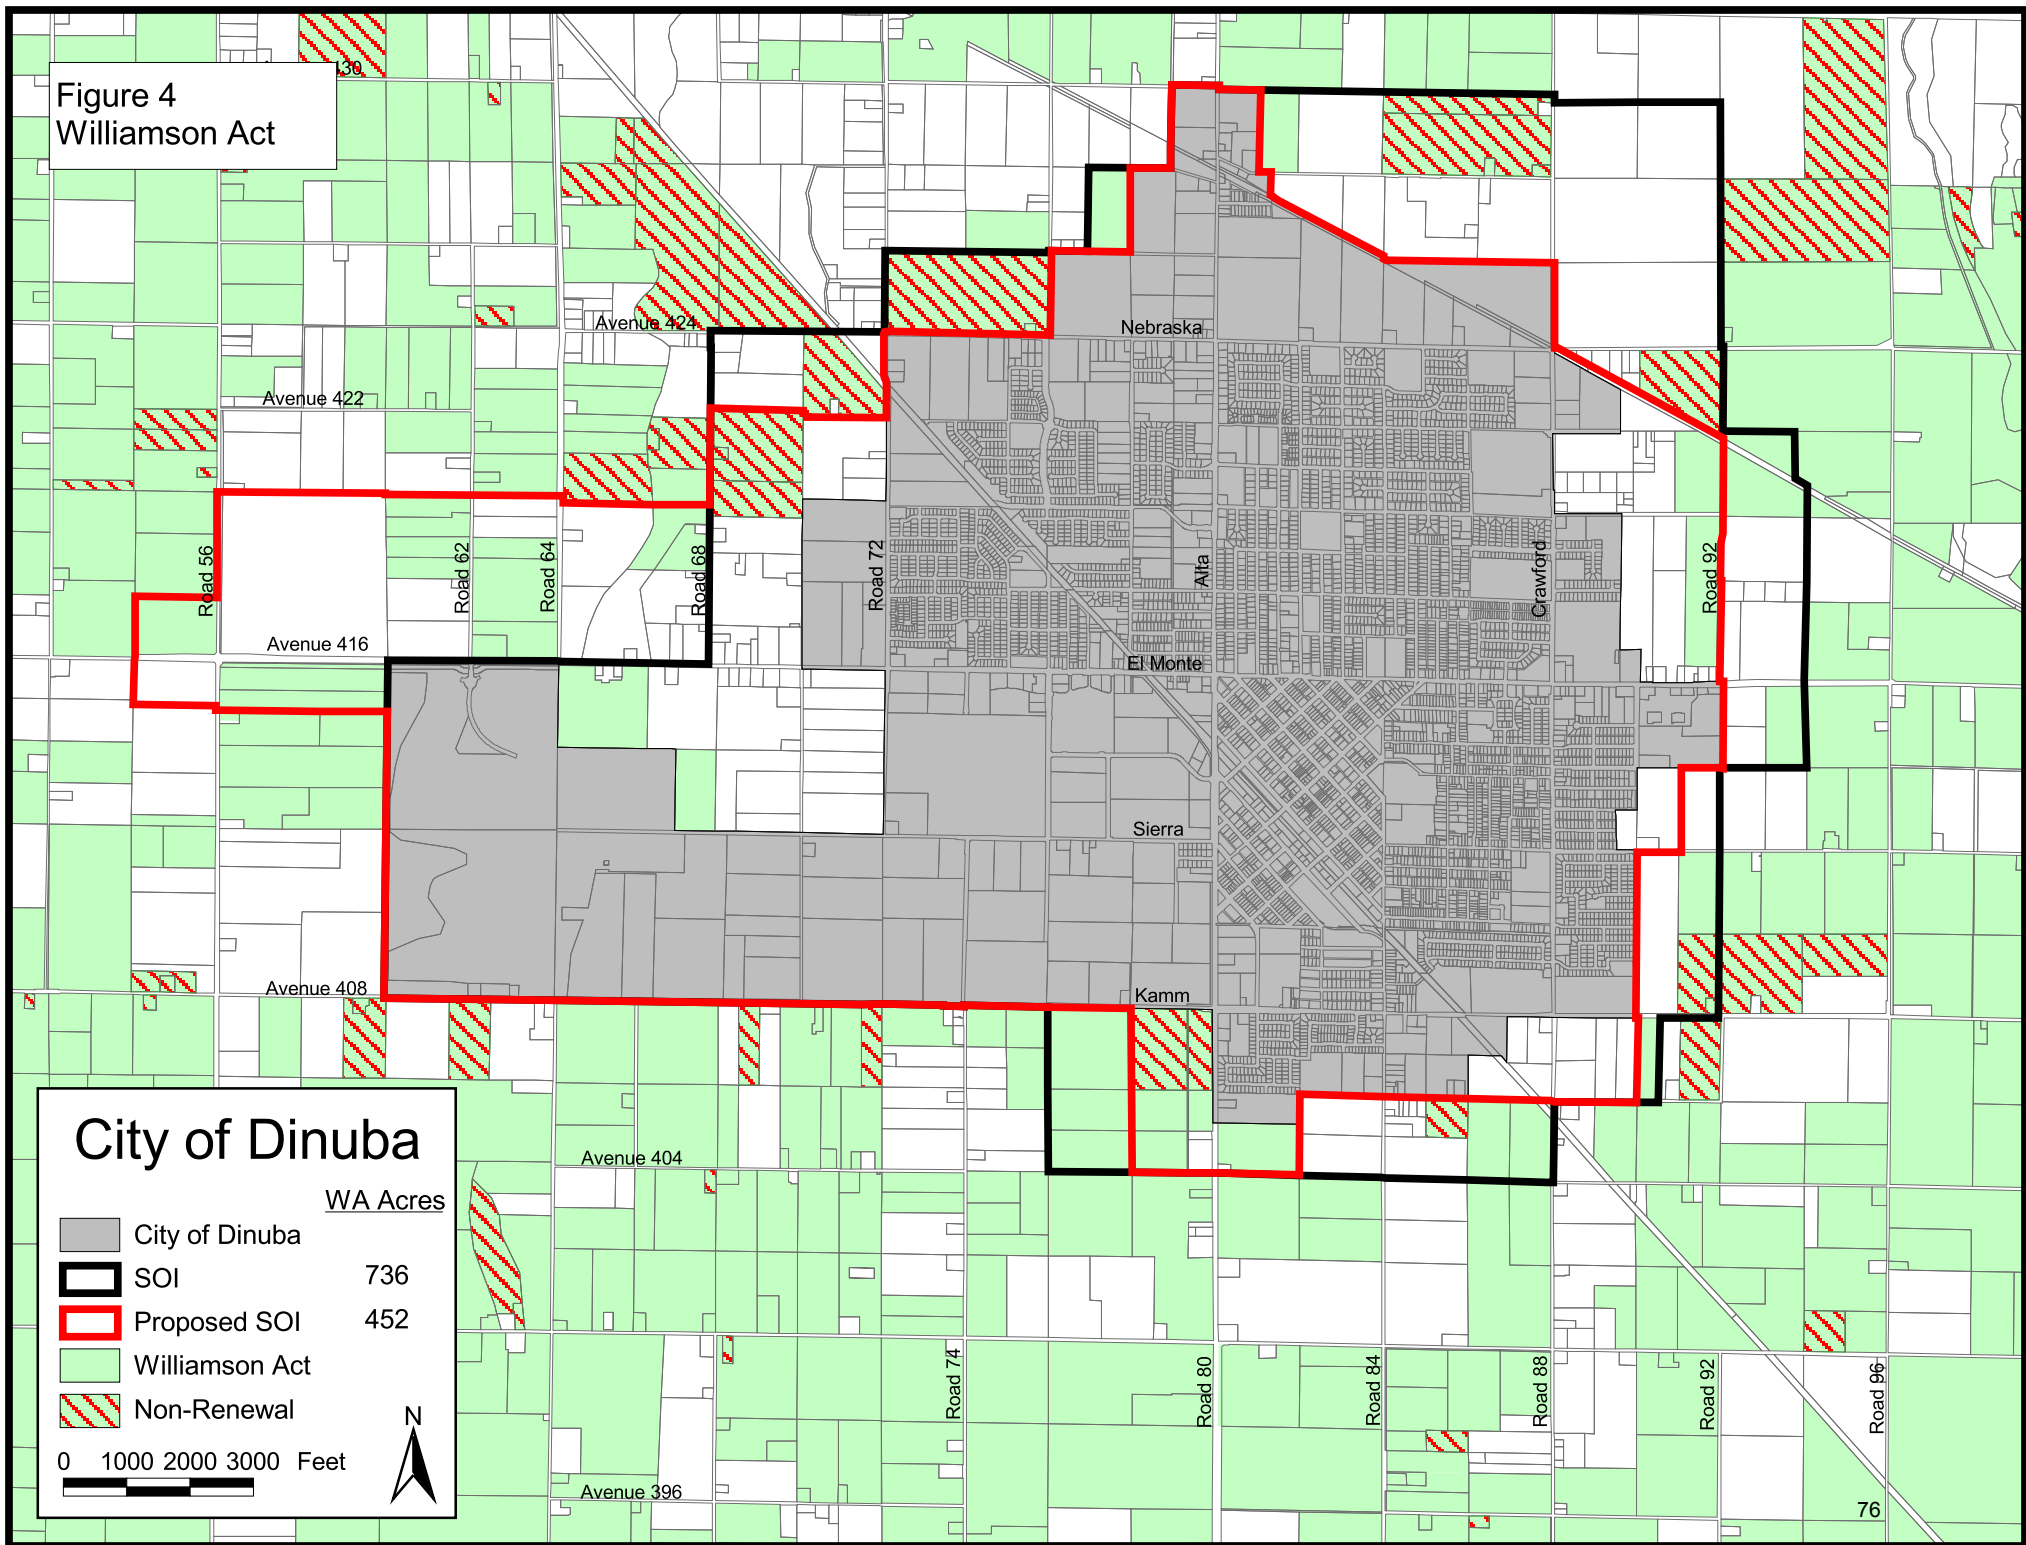 430
Figure 4
Williamson Act
Avenue 424
Nebraska
Avenue 422
Road 56
Road 62
Road 64
Road 68
Road 72
Alta
Crawford
Road 92
Avenue 416
El Monte
Sierra
Avenue 408
Kamm
Avenue 404
City of Dinuba
WA Acres
City of Dinuba
SOI 736
Proposed SOI 452
Williamson Act
Non-Renewal
N
0 1000 2000 3000 Feet
Road 74
Road 80
Road 84
Road 88
Road 92
Road 96
Avenue 396
76